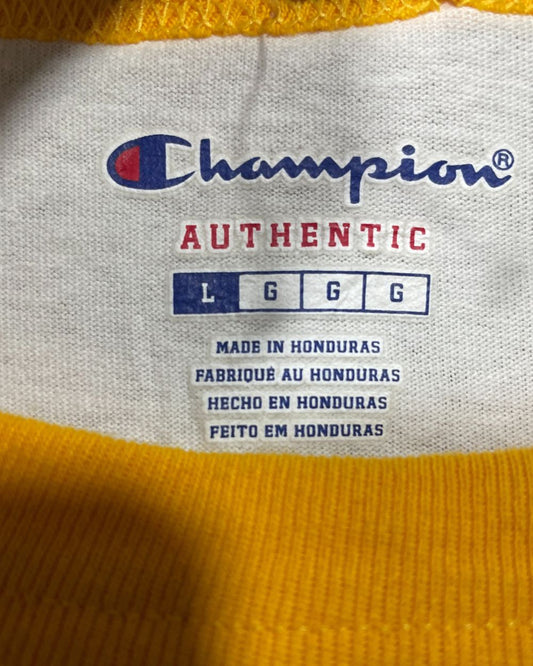 Champion®
AUTHENTIC
L G G G
MADE IN HONDURAS
FABRIQUÉ AU HONDURAS
HECHO EN HONDURAS
FEITO EM HONDURAS